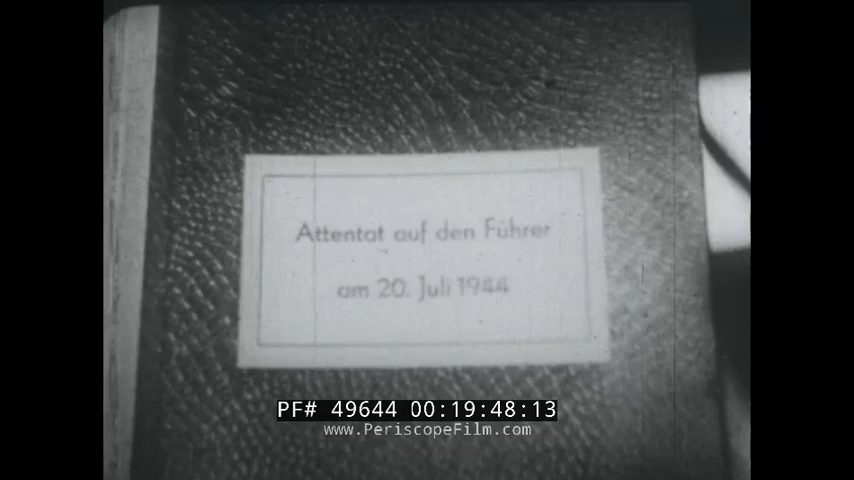 Attentat auf den Führer
am 20. Juli 1944
PF# 49644 00:19:48:13
www.PeriscopeFilm.com